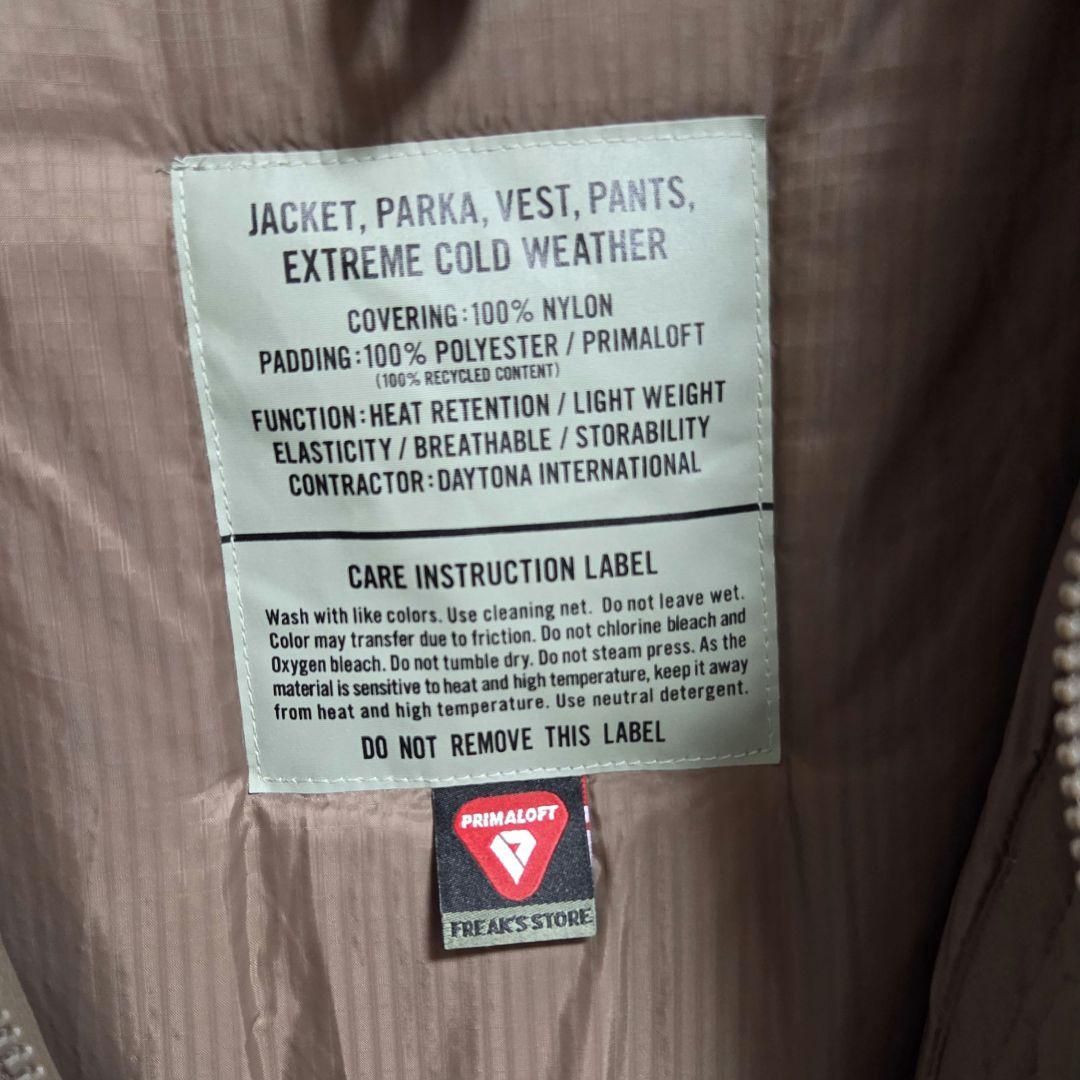 JACKET, PARKA, VEST, PANTS,
EXTREME COLD WEATHER
COVERING:100% NYLON
PADDING:100% POLYESTER / PRIMALOFT
(100% RECYCLED CONTENT)
FUNCTION:HEAT RETENTION / LIGHT WEIGHT
ELASTICITY / BREATHABLE / STORABILITY
CONTRACTOR:DAYTONA INTERNATIONAL
CARE INSTRUCTION LABEL
Wash with like colors. Use cleaning net. Do not leave wet.
Color may transfer due to friction. Do not chlorine bleach and
Oxygen bleach. Do not tumble dry. Do not steam press. As the
material is sensitive to heat and high temperature, keep it away
from heat and high temperature. Use neutral detergent.
DO NOT REMOVE THIS LABEL
PRIMALOFT
FREAK'S STORE